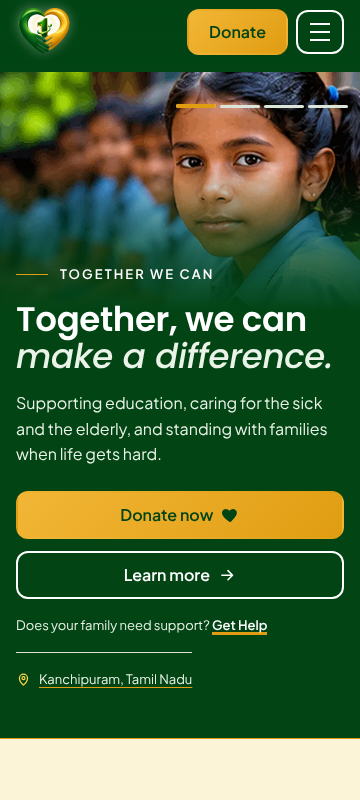 Donate
TOGETHER WE CAN
Together, we can
make a difference.
Supporting education, caring for the sick
and the elderly, and standing with families
when life gets hard.
Donate now
Learn more
Does your family need support? Get Help
Kanchipuram, Tamil Nadu